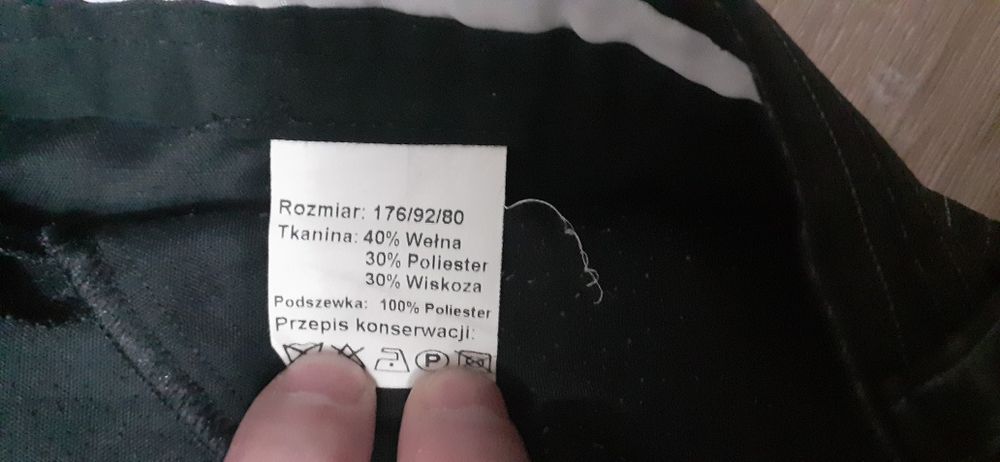 Rozmiar: 176/92/80
Tkanina: 40% Wełna
30% Poliester
30% Wiskoza
Podszewka: 100% Poliester
Przepis konserwacji:
P